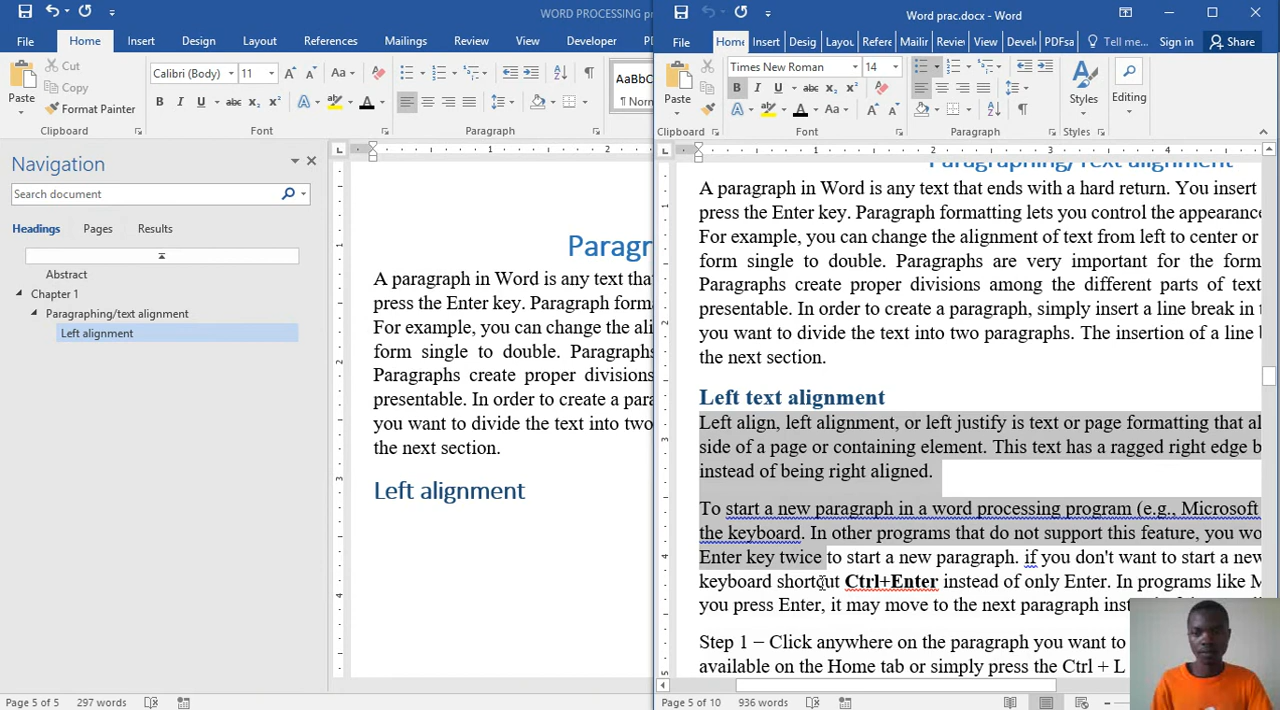 WORD PROCESSING
File Home Insert Design Layout References Mailings Review View Developer
Cut
Copy
Format Painter
Paste
Calibri (Body) 11
AaBbC
¶ Norm
Clipboard Font Paragraph
Navigation
Search document
Headings Pages Results
Abstract
Chapter 1
Paragraphing/text alignment
Left alignment
Paragr
A paragraph in Word is any text tha
press the Enter key. Paragraph forma
For example, you can change the ali
form single to double. Paragraphs
Paragraphs create proper divisions
presentable. In order to create a para
you want to divide the text into two
the next section.
Left alignment
Page 5 of 5 297 words
Word prac.docx - Word
File Home Insert Desig Layou Refere Mailin Review View Develo PDFsa Tell me... Sign in Share
Paste
Times New Roman 14
Styles
Editing
Clipboard Font Paragraph Styles
Paragraphing/Text alignment
A paragraph in Word is any text that ends with a hard return. You insert
press the Enter key. Paragraph formatting lets you control the appearance
For example, you can change the alignment of text from left to center or
form single to double. Paragraphs are very important for the form
Paragraphs create proper divisions among the different parts of text
presentable. In order to create a paragraph, simply insert a line break in t
you want to divide the text into two paragraphs. The insertion of a line b
the next section.
Left text alignment
Left align, left alignment, or left justify is text or page formatting that al
side of a page or containing element. This text has a ragged right edge b
instead of being right aligned.
To start a new paragraph in a word processing program (e.g., Microsoft
the keyboard. In other programs that do not support this feature, you wo
Enter key twice to start a new paragraph. if you don't want to start a new
keyboard shortcut Ctrl+Enter instead of only Enter. In programs like M
you press Enter, it may move to the next paragraph
Step 1 − Click anywhere on the paragraph you want to
available on the Home tab or simply press the Ctrl + L
Page 5 of 10 936 words